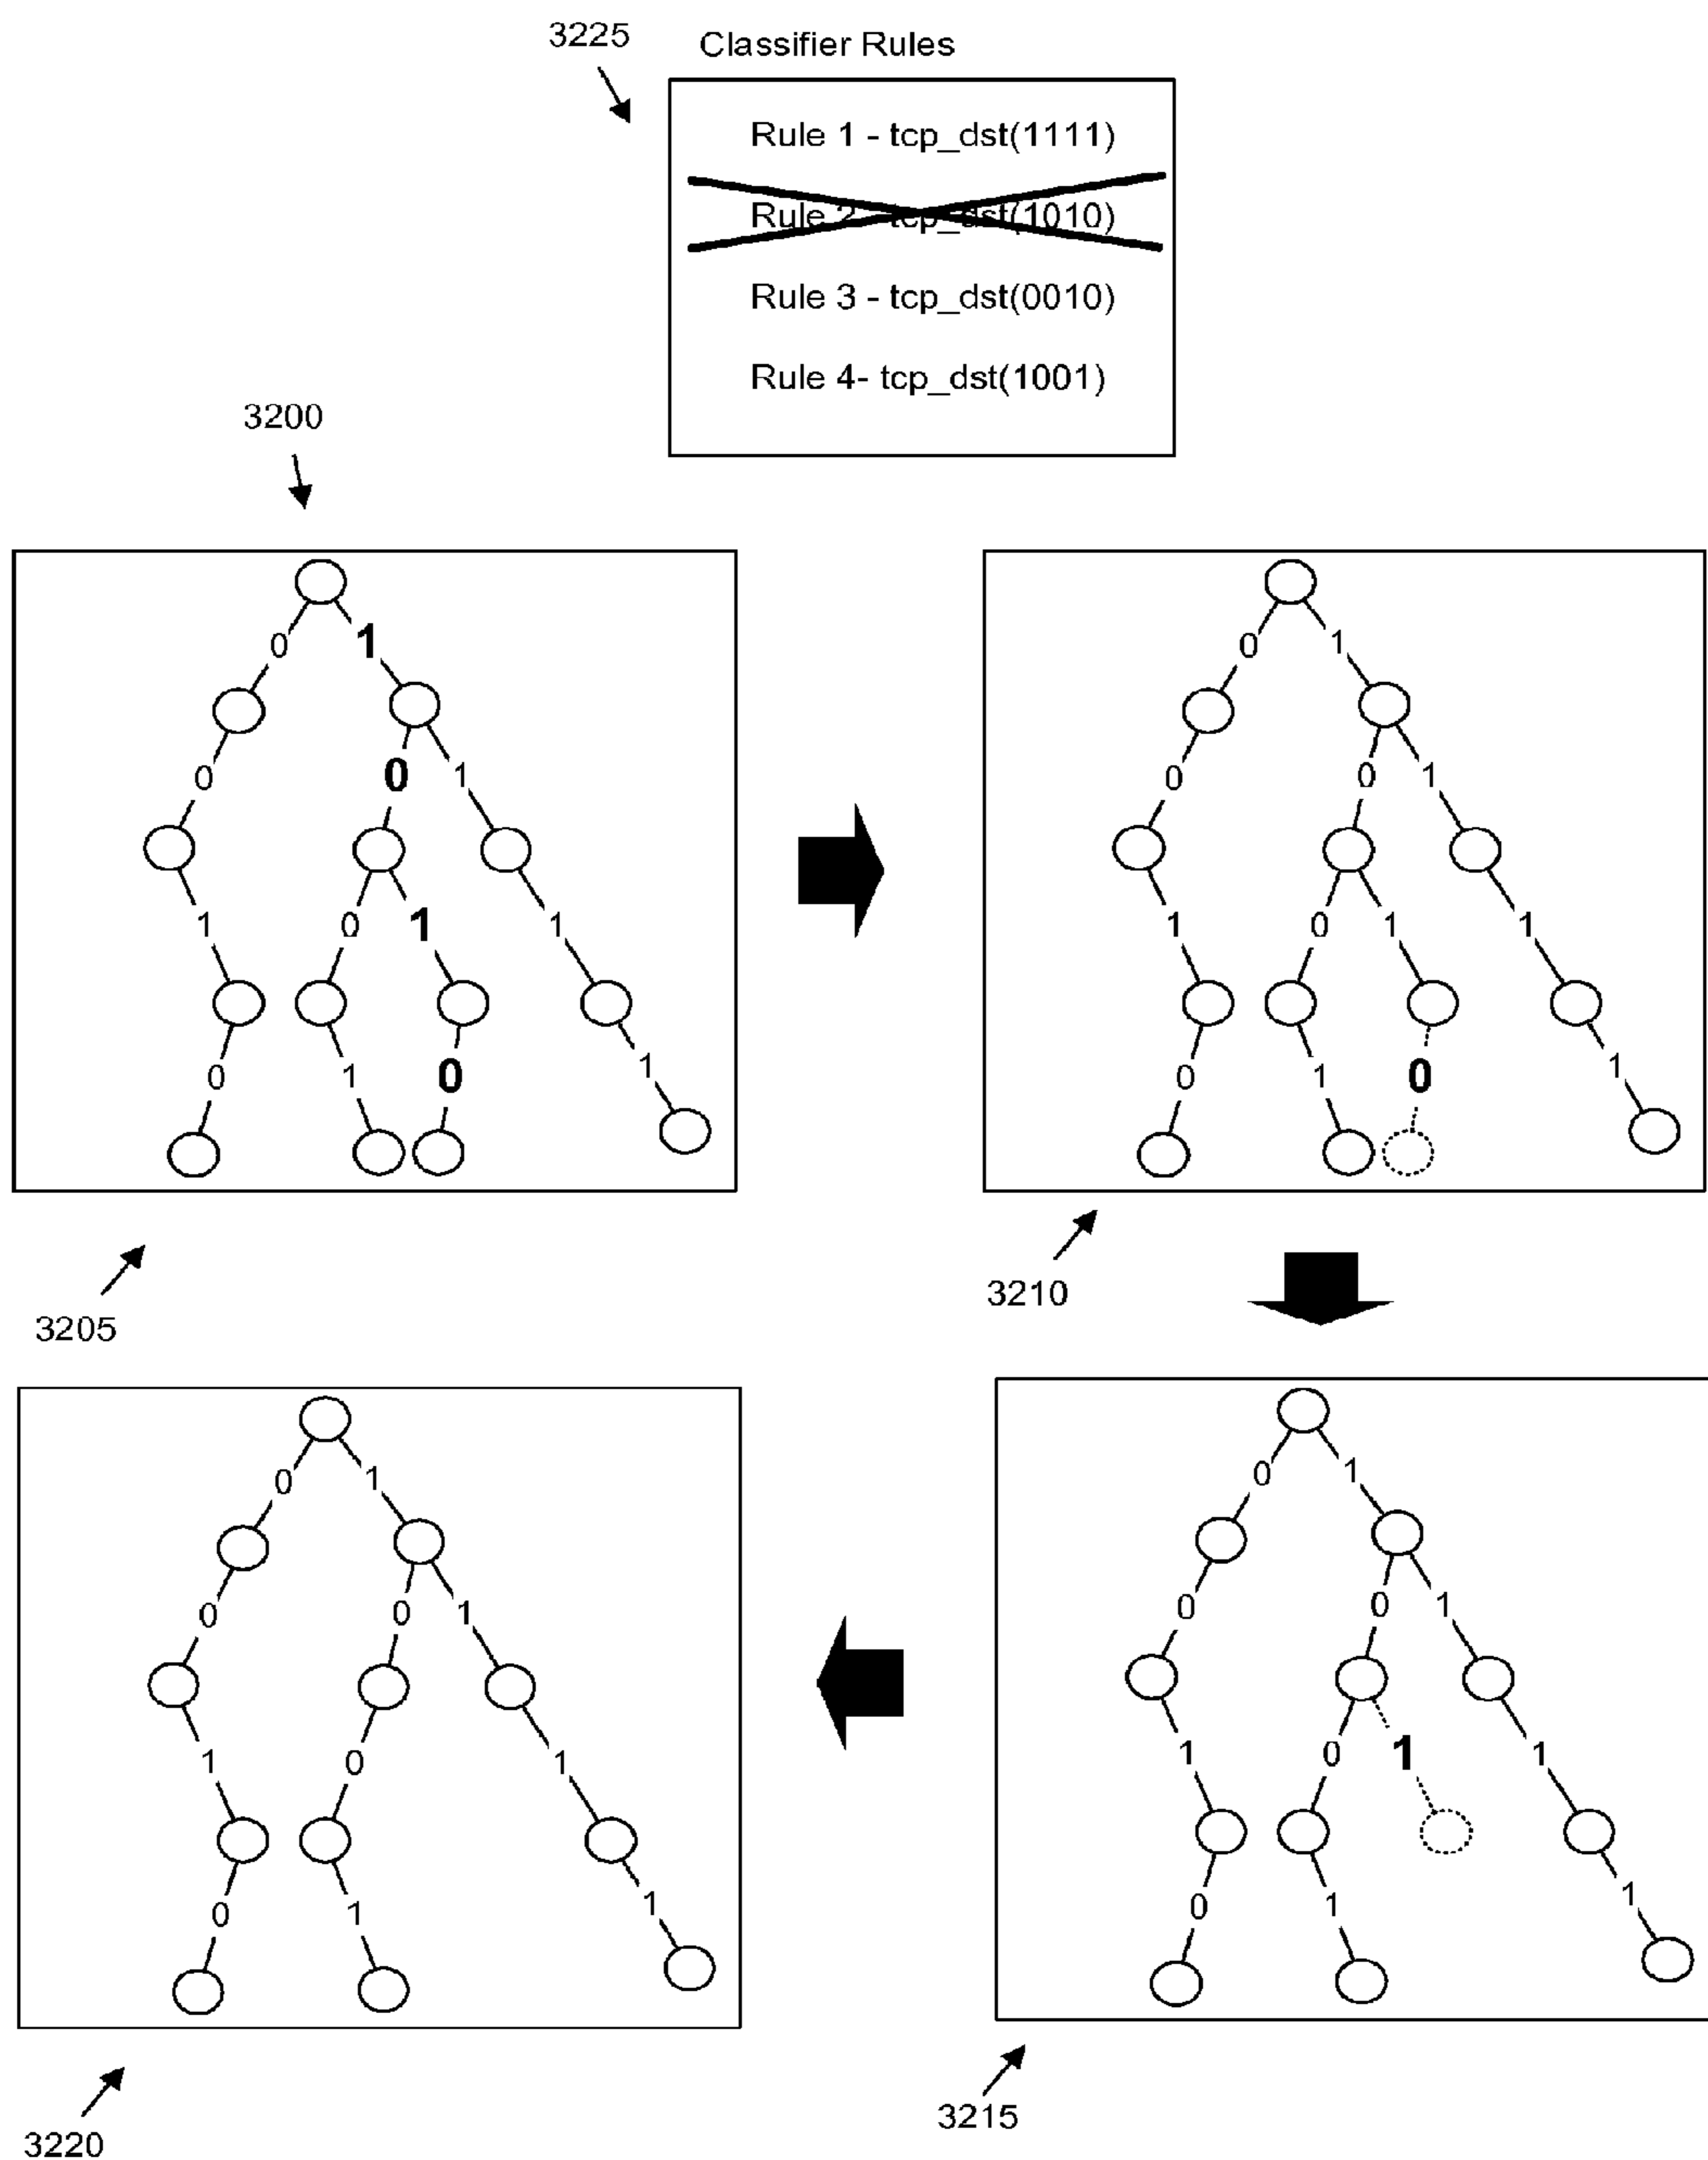 3225
Classifier Rules
Rule 1 - tcp_dst(1111)
Rule 2 - tcp_dst(1010)
Rule 3 - tcp_dst(0010)
Rule 4- tcp_dst(1001)
3200
0 1
0 0 1
1 0 1 1
0 1 0 1
0 1
0 0 1
1 0 1 1
0 1 0 1
3205
3210
0 1
0 0 1
1 0 1
0 1 1
0 1
0 0 1
1 0 1 1
0 1 1
3220
3215